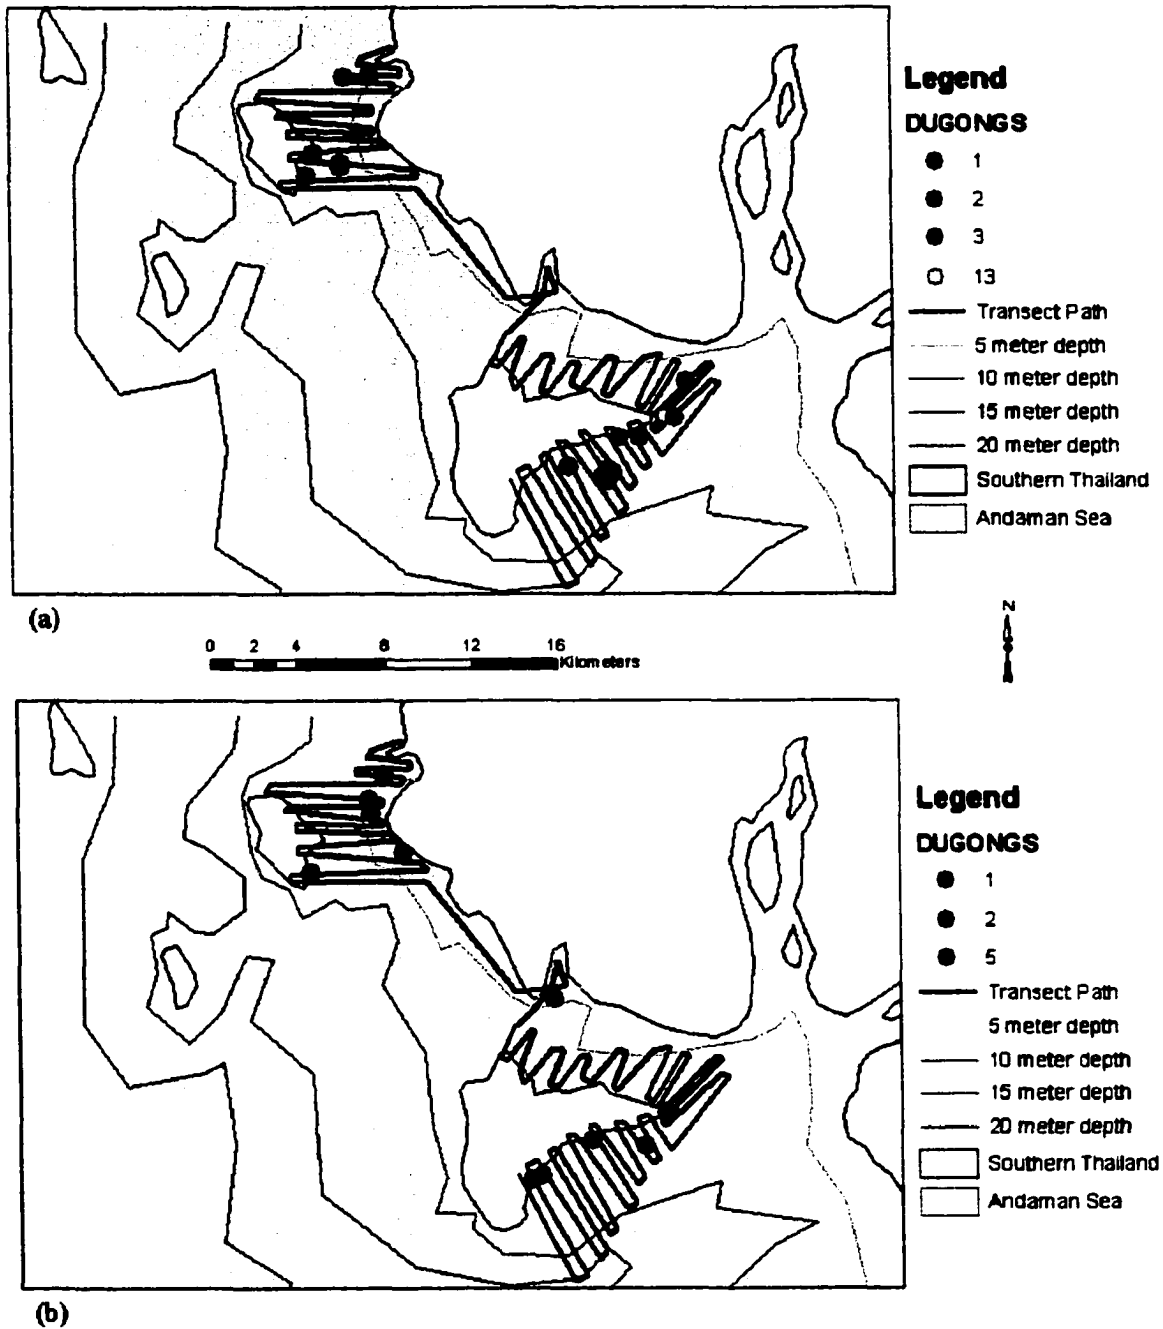 Legend
DUGONGS
1
2
3
13
Transect Path
5 meter depth
10 meter depth
15 meter depth
20 meter depth
Southern Thailand
Andaman Sea
(a)
N
0 2 4 8 12 16
Kilometers
Legend
DUGONGS
1
2
5
Transect Path
5 meter depth
10 meter depth
15 meter depth
20 meter depth
Southern Thailand
Andaman Sea
(b)